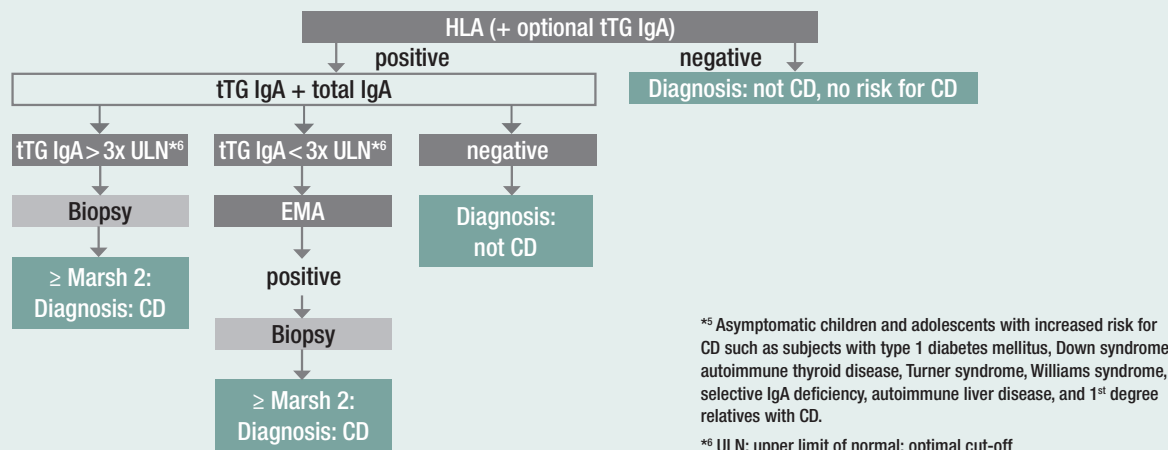 HLA (+ optional tTG IgA)
positive
negative
tTG IgA + total IgA
Diagnosis: not CD, no risk for CD
tTG IgA > 3x ULN*6
tTG IgA < 3x ULN*6
negative
Biopsy
EMA
Diagnosis:
not CD
≥ Marsh 2:
Diagnosis: CD
positive
Biopsy
≥ Marsh 2:
Diagnosis: CD
*5 Asymptomatic children and adolescents with increased risk for
CD such as subjects with type 1 diabetes mellitus, Down syndrome
autoimmune thyroid disease, Turner syndrome, Williams syndrome,
selective IgA deficiency, autoimmune liver disease, and 1st degree
relatives with CD.
*6 ULN: upper limit of normal; optimal cut-off